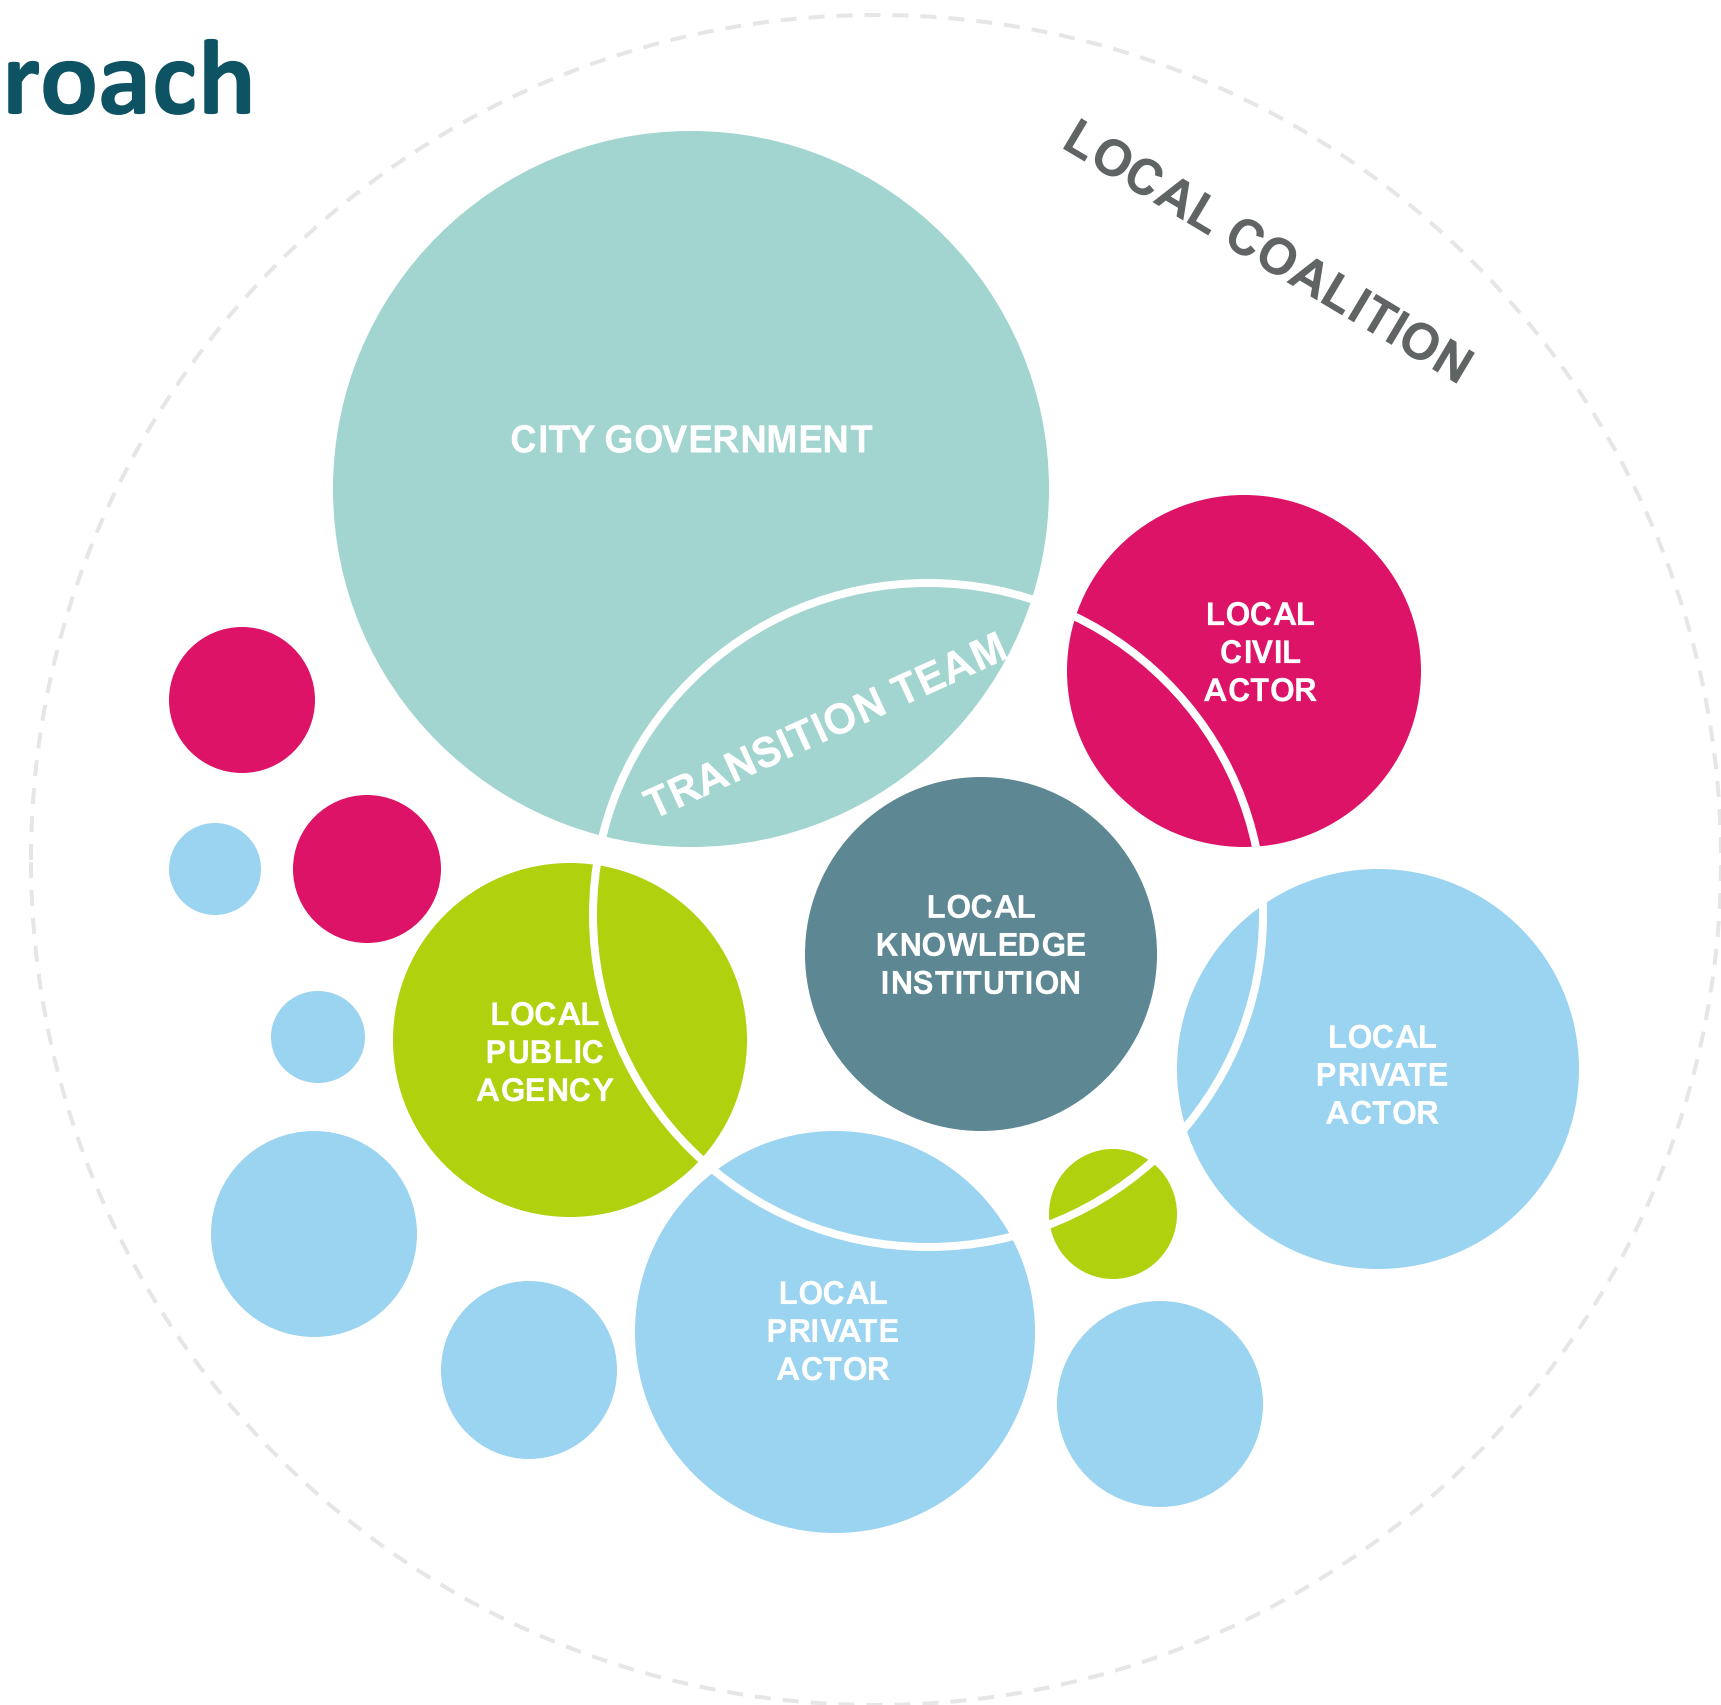 roach
LOCAL COALITION
CITY GOVERNMENT
TRANSITION TEAM
LOCAL
CIVIL
ACTOR
LOCAL
KNOWLEDGE
INSTITUTION
LOCAL
PUBLIC
AGENCY
LOCAL
PRIVATE
ACTOR
LOCAL
PRIVATE
ACTOR